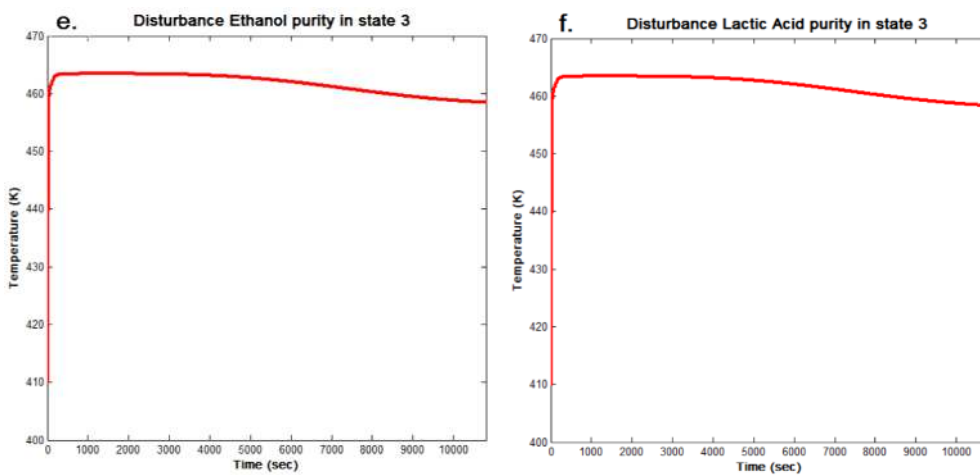 e.
Disturbance Ethanol purity in state 3
470
460
450
440
430
420
410
400
Temperature (K)
0 1000 2000 3000 4000 5000 6000 7000 8000 9000 10000
Time (sec)
f.
Disturbance Lactic Acid purity in state 3
470
460
450
440
430
420
410
400
Temperature (K)
0 1000 2000 3000 4000 5000 6000 7000 8000 9000 10000
Time (sec)